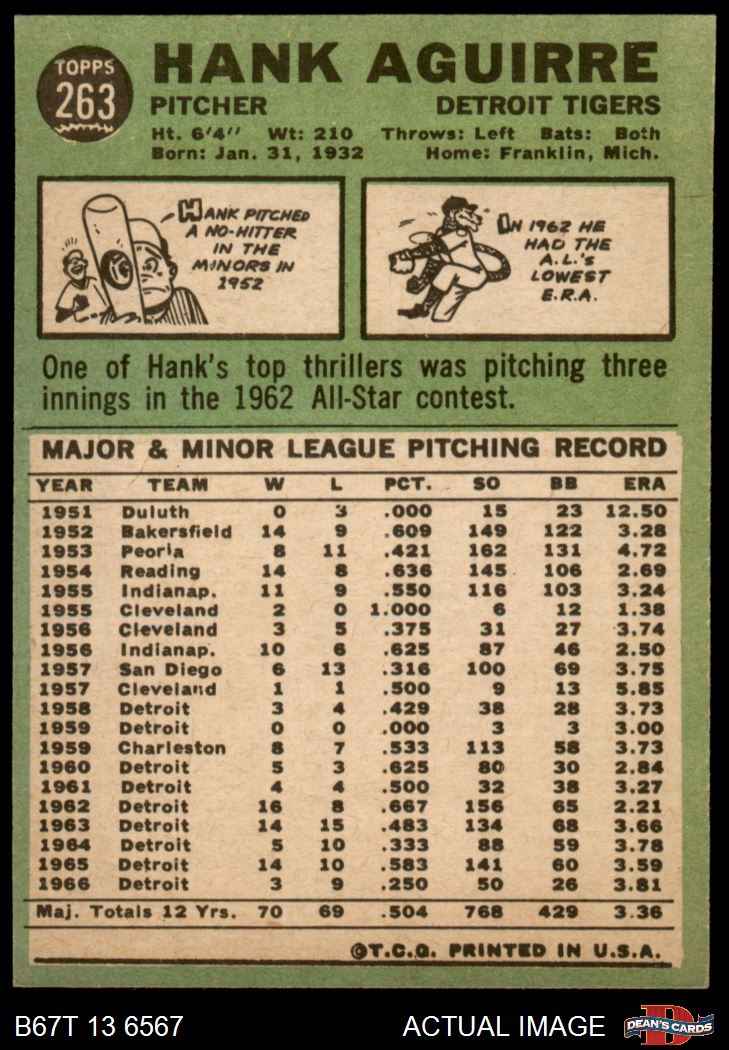 TOPPS
263
HANK AGUIRRE
PITCHER DETROIT TIGERS
Ht. 6'4'' Wt: 210 Throws: Left Bats: Both
Born: Jan. 31, 1932 Home: Franklin, Mich.
HANK PITCHED
A NO-HITTER
IN THE
MINORS IN
1952
IN 1962 HE
HAD THE
A.L.'S
LOWEST
E.R.A.
One of Hank's top thrillers was pitching three
innings in the 1962 All-Star contest.
MAJOR & MINOR LEAGUE PITCHING RECORD
YEAR TEAM W L PCT. SO BB ERA
1951 Duluth 0 3 .000 15 23 12.50
1952 Bakersfield 14 9 .609 149 122 3.28
1953 Peoria 8 11 .421 162 131 4.72
1954 Reading 14 8 .636 145 106 2.69
1955 Indianap. 11 9 .550 116 103 3.24
1955 Cleveland 2 0 1.000 6 12 1.38
1956 Cleveland 3 5 .375 31 27 3.74
1956 Indianap. 10 6 .625 87 46 2.50
1957 San Diego 6 13 .316 100 69 3.75
1957 Cleveland 1 1 .500 9 13 5.85
1958 Detroit 3 4 .429 38 28 3.73
1959 Detroit 0 0 .000 3 3 3.00
1959 Charleston 8 7 .533 113 58 3.73
1960 Detroit 5 3 .625 80 30 2.84
1961 Detroit 4 4 .500 32 38 3.27
1962 Detroit 16 8 .667 156 65 2.21
1963 Detroit 14 15 .483 134 68 3.66
1964 Detroit 5 10 .333 88 59 3.78
1965 Detroit 14 10 .583 141 60 3.59
1966 Detroit 3 9 .250 50 26 3.81
Maj. Totals 12 Yrs. 70 69 .504 768 429 3.36
©T.C.G. PRINTED IN U.S.A.
B67T 13 6567 ACTUAL IMAGE
D
DEAN'S CARDS